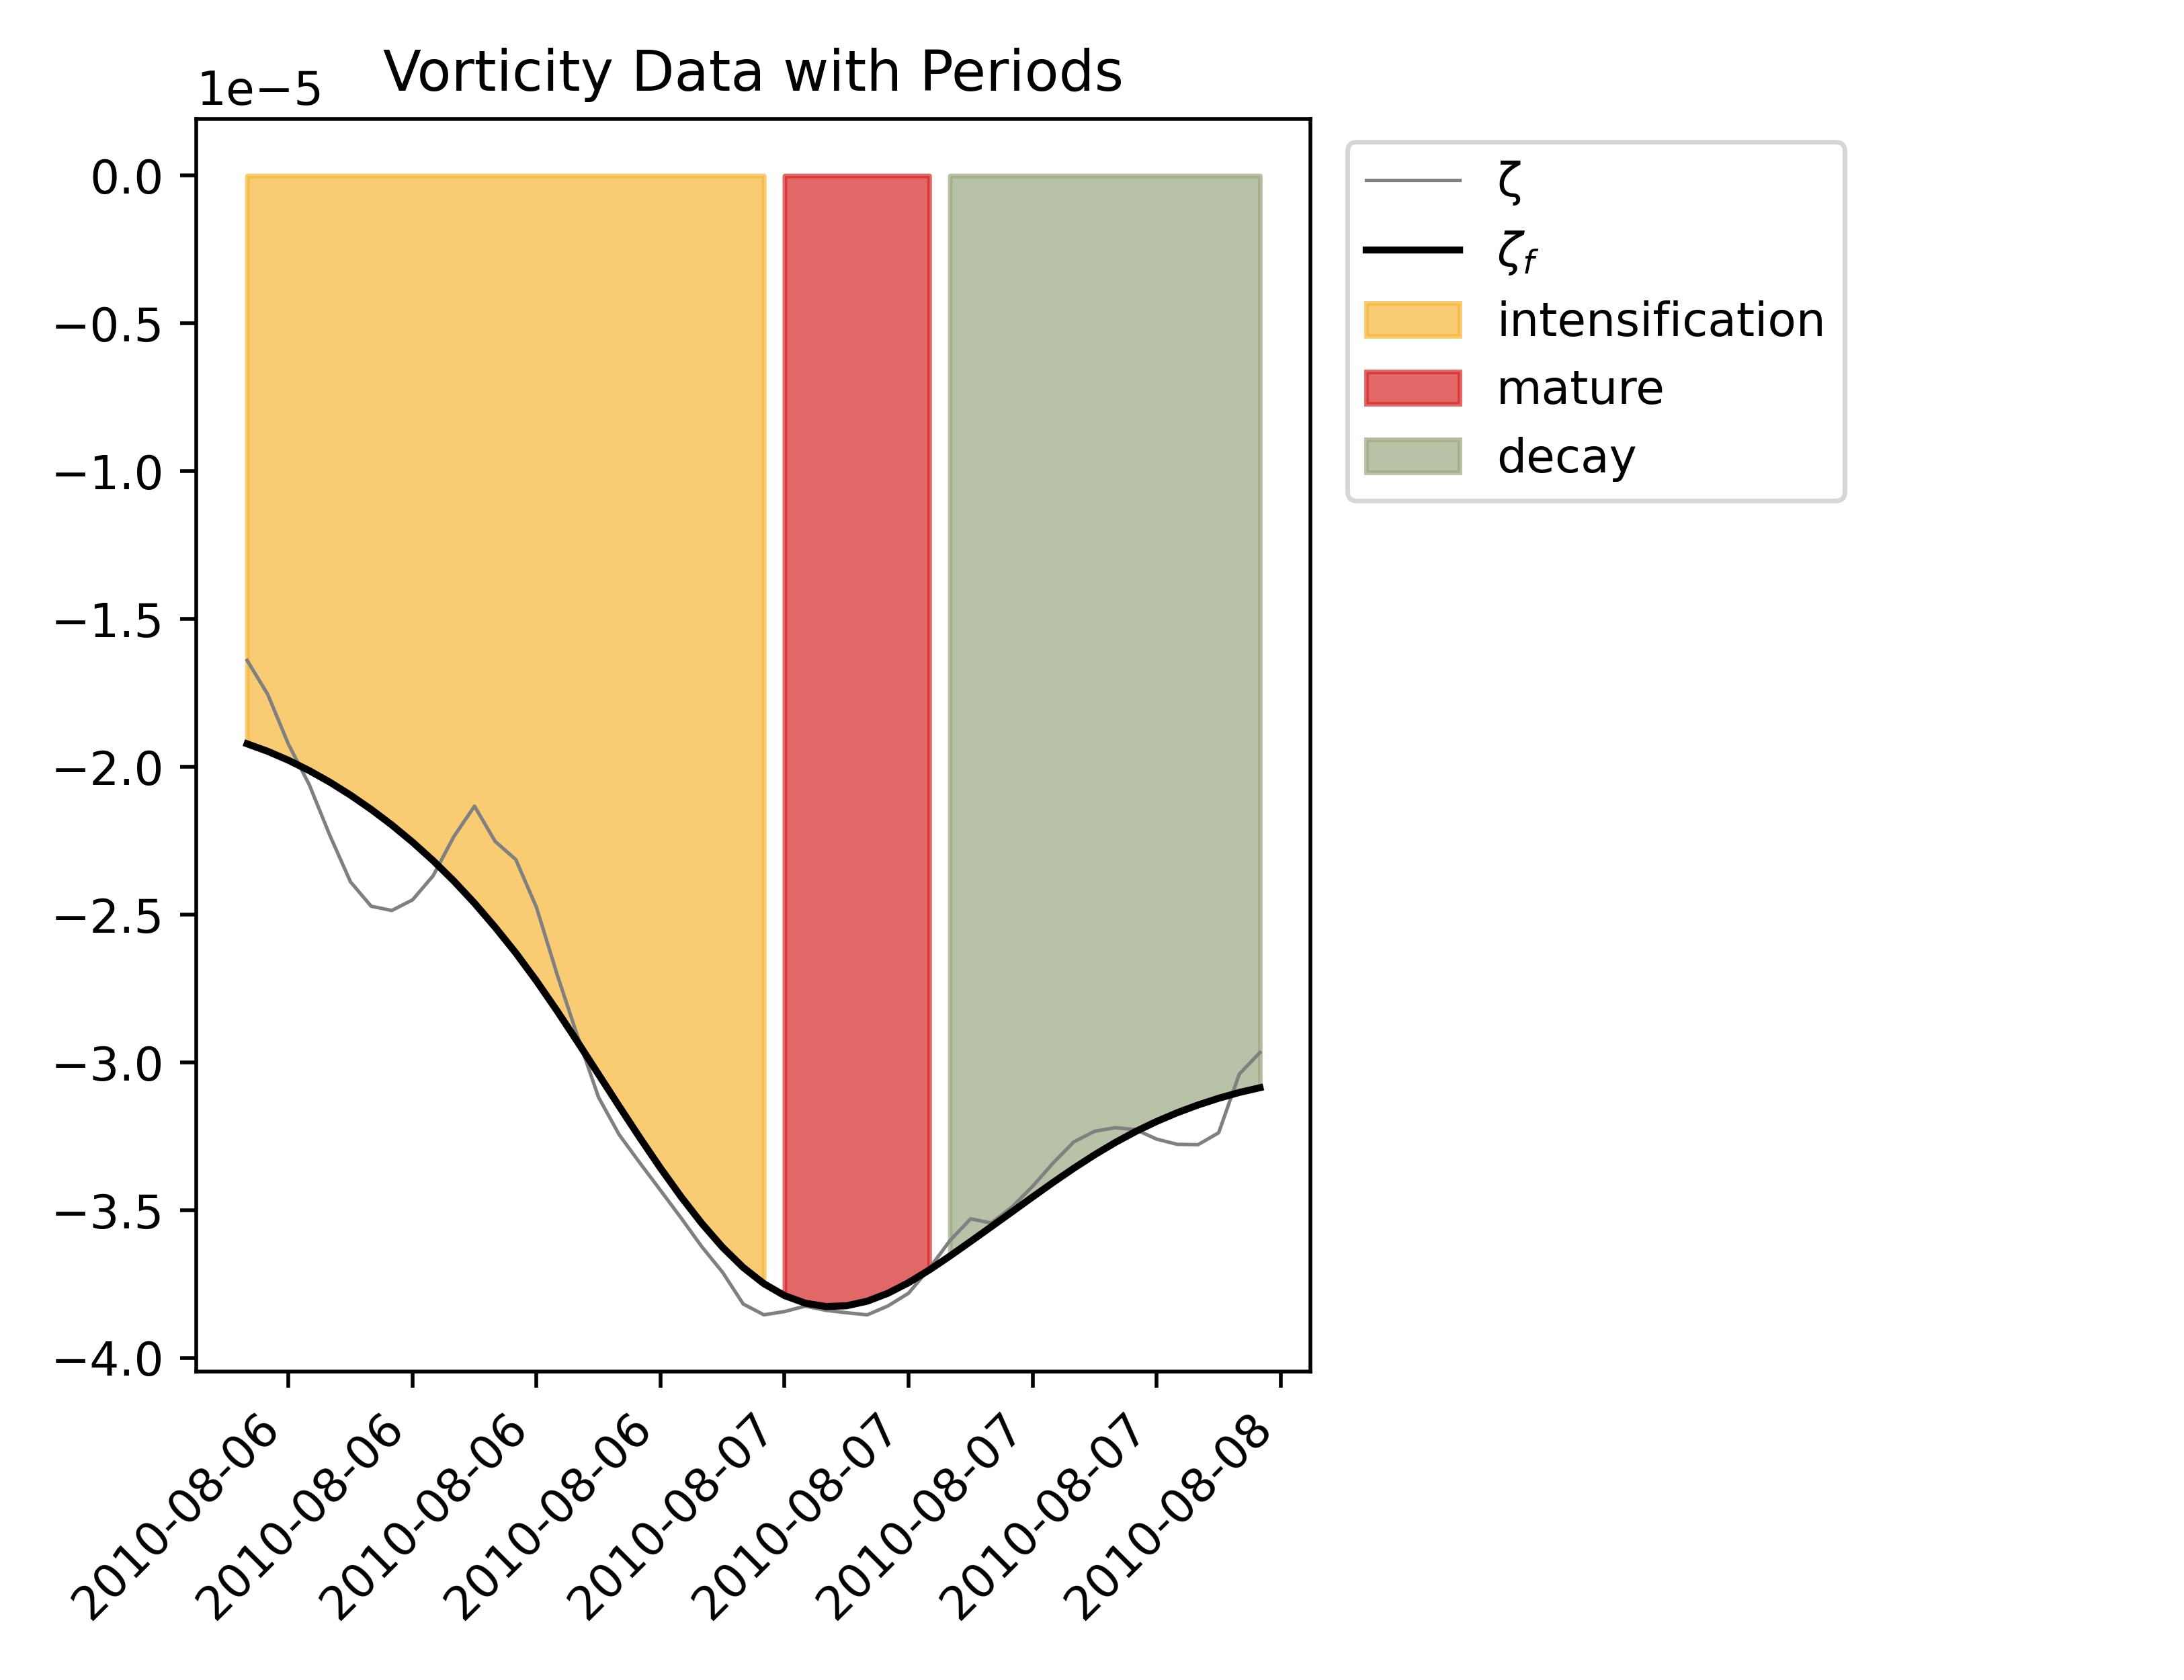 Vorticity Data with Periods
1e−5
0.0
−0.5
−1.0
−1.5
−2.0
−2.5
−3.0
−3.5
−4.0
2010-08-06
2010-08-06
2010-08-06
2010-08-06
2010-08-07
2010-08-07
2010-08-07
2010-08-07
2010-08-08
ζ
ζf
intensification
mature
decay